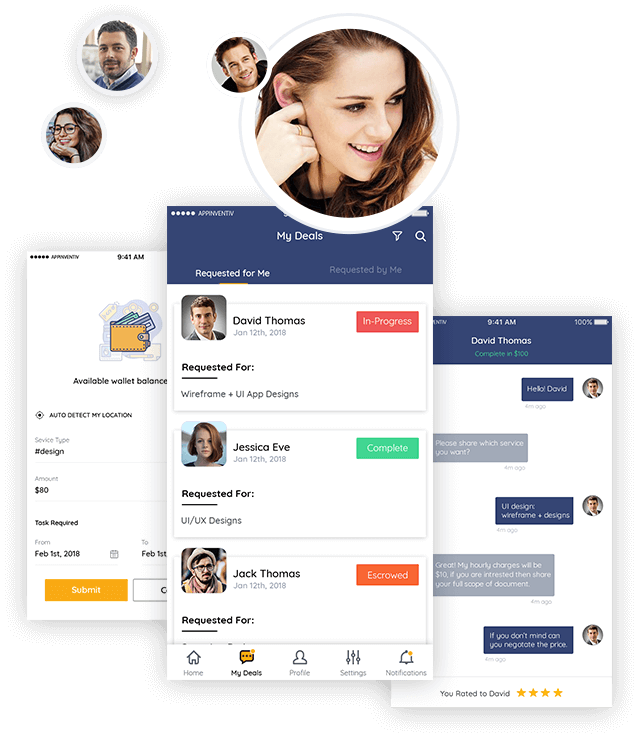 APPINVENTIV
9:41 AM
Available wallet balance
AUTO DETECT MY LOCATION
Sevice Type
#design
Amount
$80
Task Required
From
To
Feb 1st, 2018
Feb 1st
Submit
APPINVENTIV
My Deals
Requested for Me
Requested by Me
David Thomas
Jan 12th, 2018
In-Progress
Requested For:
Wireframe + UI App Designs
Jessica Eve
Jan 12th, 2018
Complete
Requested For:
UI/UX Designs
Jack Thomas
Jan 12th, 2018
Escrowed
Requested For:
Home
My Deals
Profile
Settings
Notifications
9:41 AM
100%
David Thomas
Complete in $100
Hello! David
4m ago
Please share which service
you want?
4m ago
UI design:
wireframe + designs
4m ago
Great! My hourly charges will be
$10, if you are intrested then share
your full scope of document.
4m ago
If you don't mind can
you negotate the price.
4m ago
You Rated to David